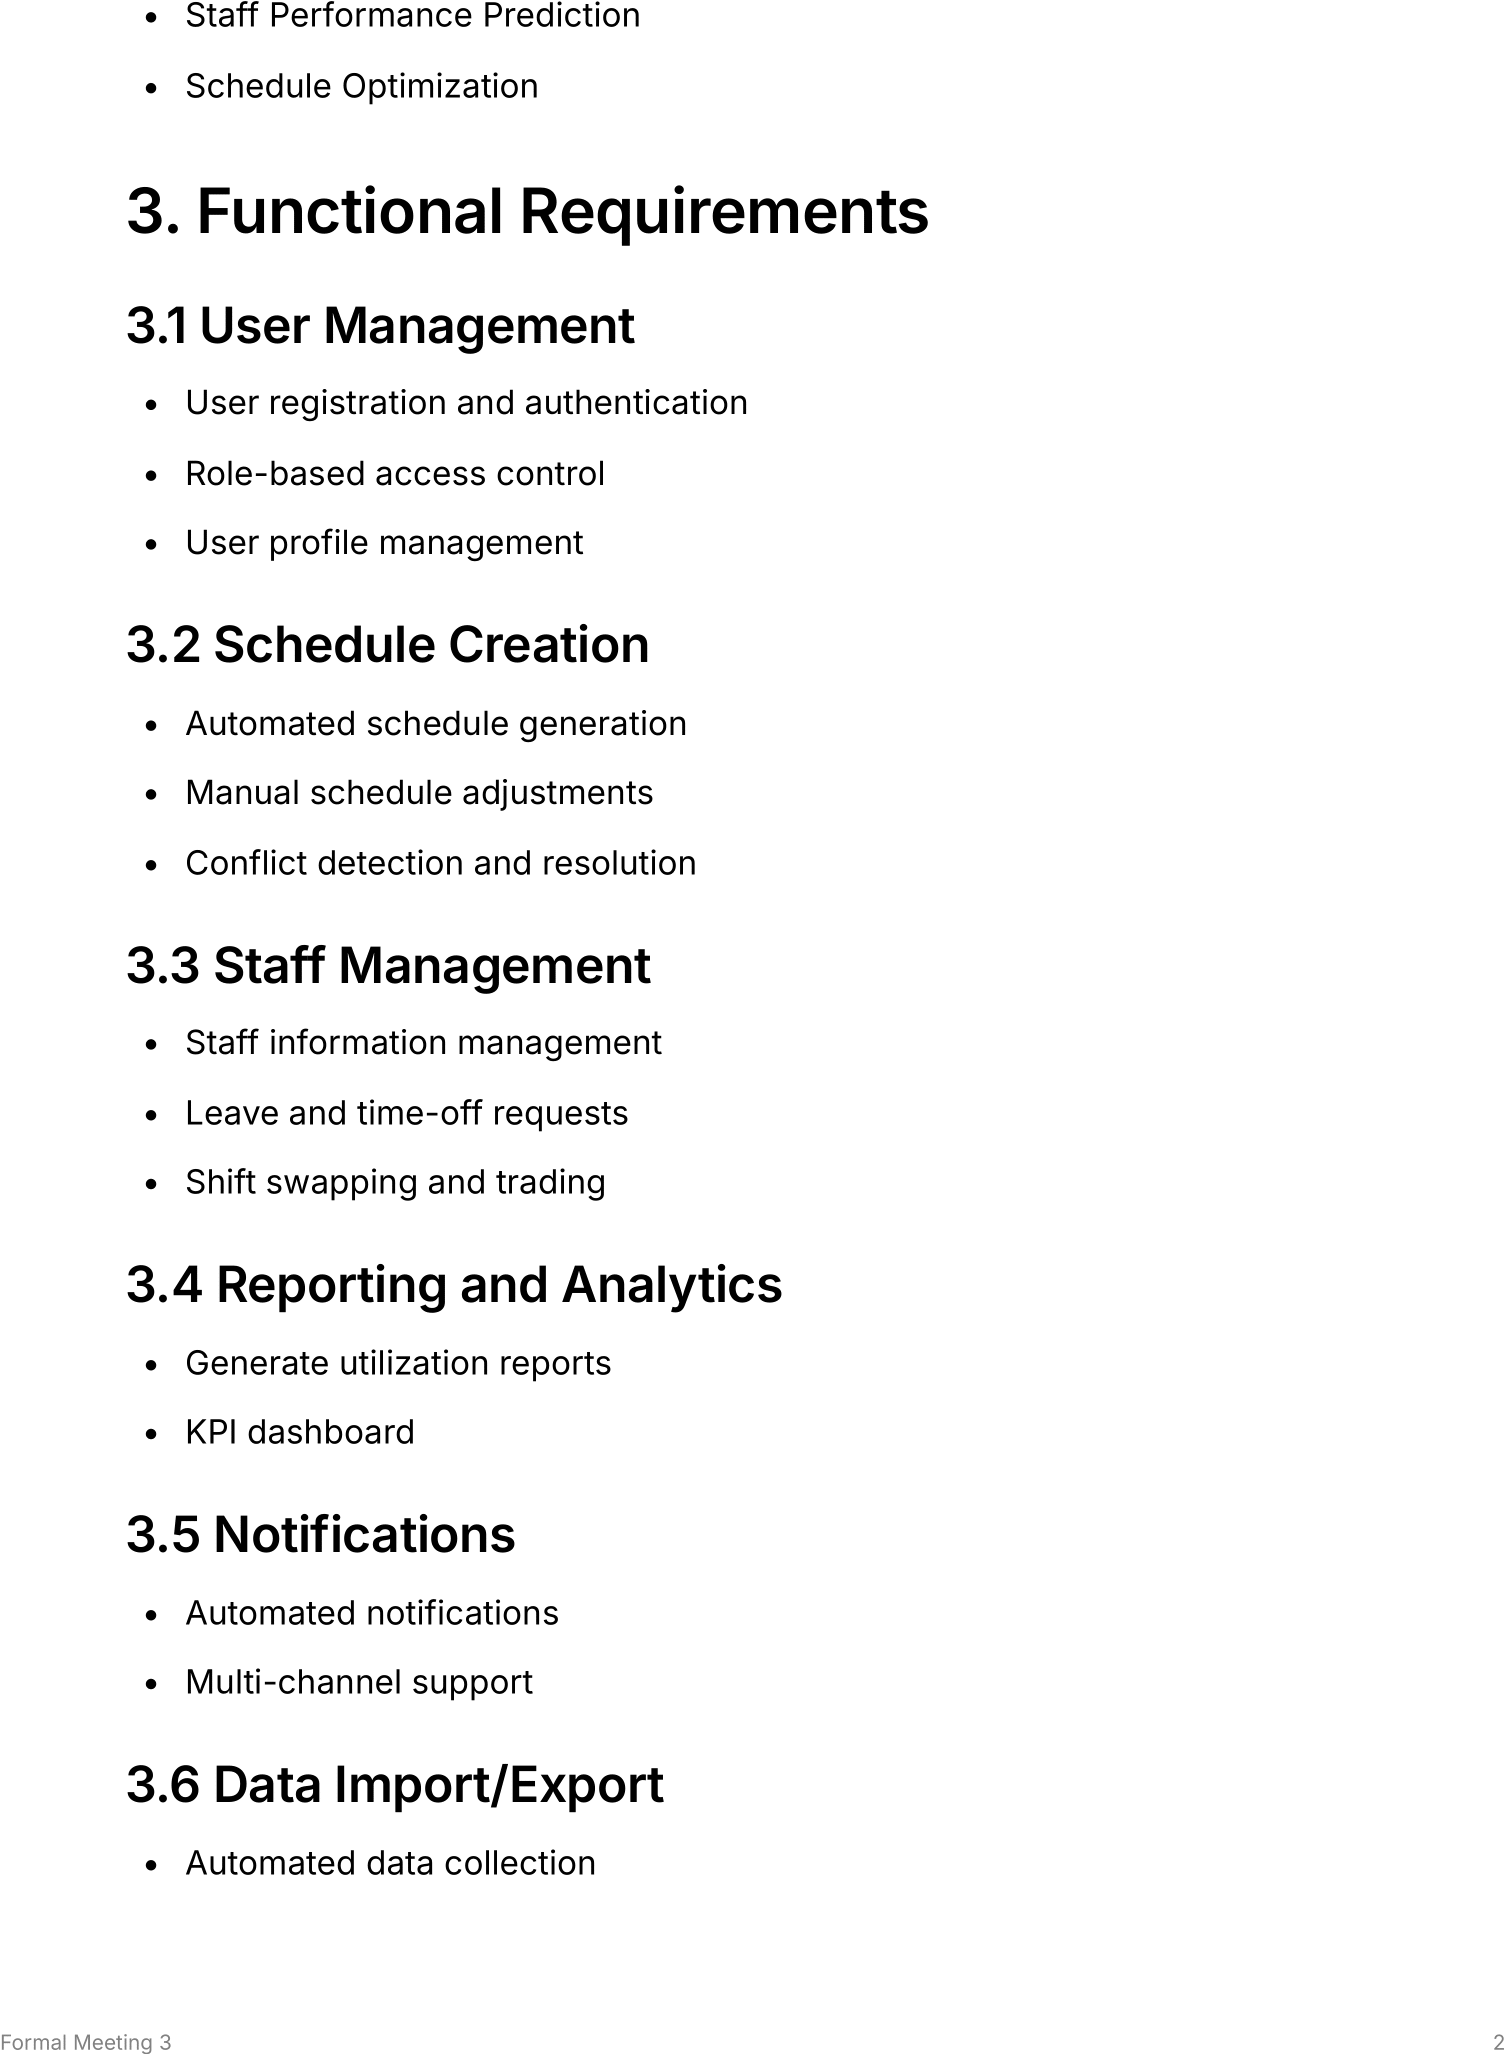 • Staff Performance Prediction
• Schedule Optimization
3. Functional Requirements
3.1 User Management
• User registration and authentication
• Role-based access control
• User profile management
3.2 Schedule Creation
• Automated schedule generation
• Manual schedule adjustments
• Conflict detection and resolution
3.3 Staff Management
• Staff information management
• Leave and time-off requests
• Shift swapping and trading
3.4 Reporting and Analytics
• Generate utilization reports
• KPI dashboard
3.5 Notifications
• Automated notifications
• Multi-channel support
3.6 Data Import/Export
• Automated data collection
Formal Meeting 3 2